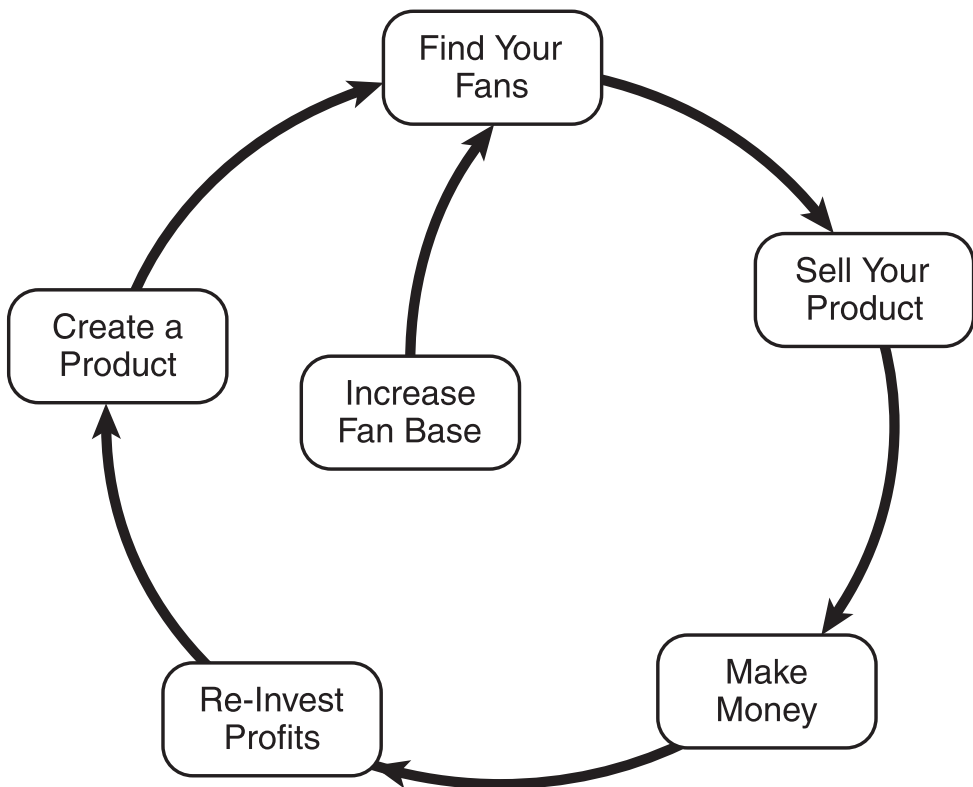 Find Your
Fans
Sell Your
Product
Create a
Product
Increase
Fan Base
Make
Money
Re-Invest
Profits